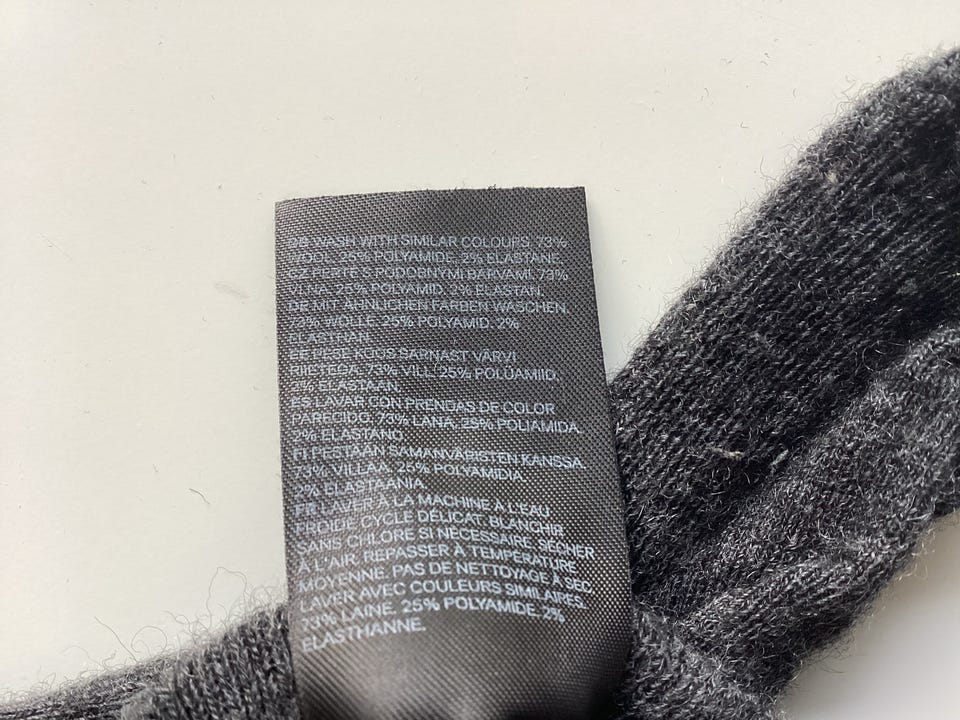 GB WASH WITH SIMILAR COLOURS. 73%
WOOL. 25% POLYAMIDE. 2% ELASTANE.
CZ PERTE S PODOBNÝMI BARVAMI. 73%
VLNA. 25% POLYAMID. 2% ELASTAN.
DE MIT ÄHNLICHEN FARBEN WASCHEN.
73% WOLLE. 25% POLYAMID. 2%
ELASTHAN.
EE PESE KOOS SARNAST VÄRVI
RIIETEGA. 73% VILL. 25% POLÜAMIID.
2% ELASTAAN.
ES LAVAR CON PRENDAS DE COLOR
PARECIDO. 73% LANA. 25% POLIAMIDA.
2% ELASTANO.
FI PESTÄÄN SAMANVÄRISTEN KANSSA.
73% VILLAA. 25% POLYAMIDIA.
2% ELASTAANIA.
FR LAVER À LA MACHINE À L'EAU
FROIDE. CYCLE DÉLICAT. BLANCHIR
SANS CHLORE SI NÉCESSAIRE. SÉCHER
À L'AIR. REPASSER À TEMPÉRATURE
MOYENNE. PAS DE NETTOYAGE À SEC.
LAVER AVEC COULEURS SIMILAIRES.
73% LAINE. 25% POLYAMIDE. 2%
ELASTHANNE.